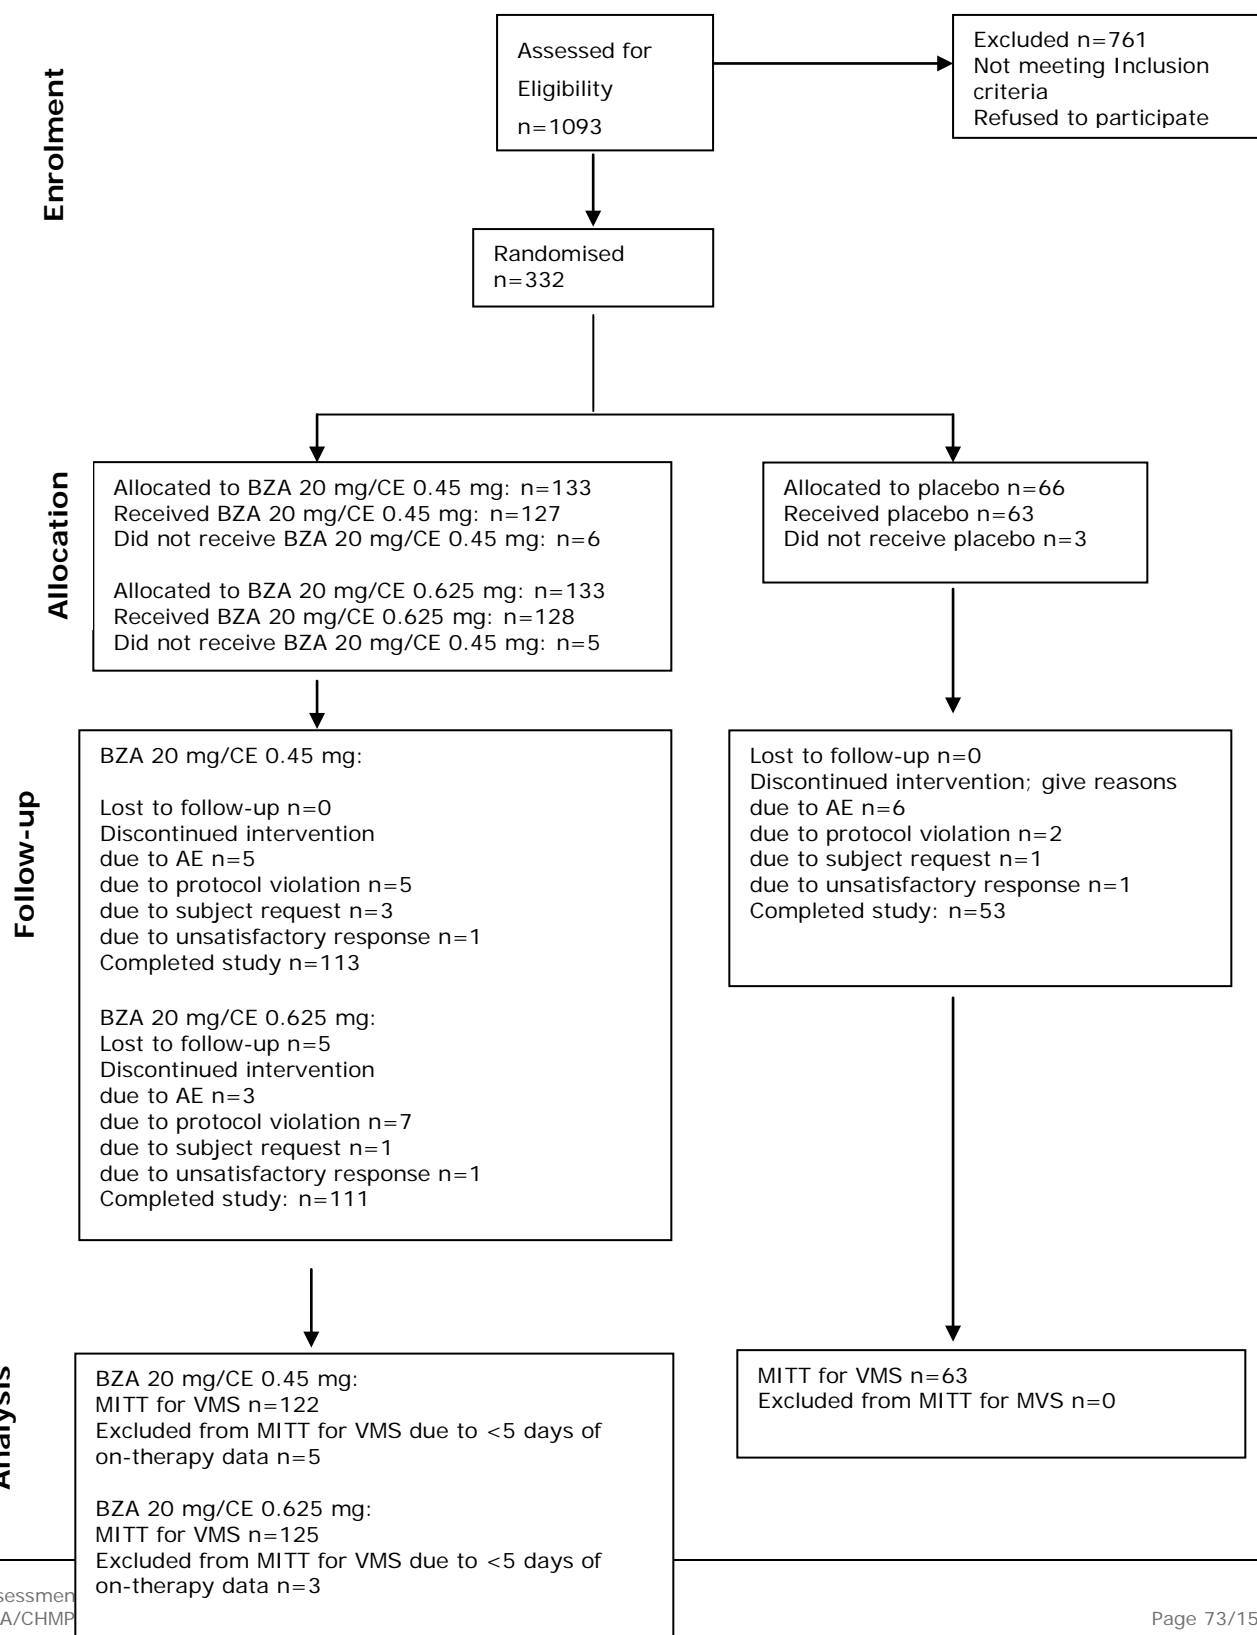 Enrolment
Assessed for
Eligibility
n=1093
Excluded n=761
Not meeting Inclusion
criteria
Refused to participate
Randomised
n=332
Allocation
Allocated to BZA 20 mg/CE 0.45 mg: n=133
Received BZA 20 mg/CE 0.45 mg: n=127
Did not receive BZA 20 mg/CE 0.45 mg: n=6
Allocated to BZA 20 mg/CE 0.625 mg: n=133
Received BZA 20 mg/CE 0.625 mg: n=128
Did not receive BZA 20 mg/CE 0.45 mg: n=5
Allocated to placebo n=66
Received placebo n=63
Did not receive placebo n=3
Follow-up
BZA 20 mg/CE 0.45 mg:
Lost to follow-up n=0
Discontinued intervention
due to AE n=5
due to protocol violation n=5
due to subject request n=3
due to unsatisfactory response n=1
Completed study n=113
BZA 20 mg/CE 0.625 mg:
Lost to follow-up n=5
Discontinued intervention
due to AE n=3
due to protocol violation n=7
due to subject request n=1
due to unsatisfactory response n=1
Completed study: n=111
Lost to follow-up n=0
Discontinued intervention; give reasons
due to AE n=6
due to protocol violation n=2
due to subject request n=1
due to unsatisfactory response n=1
Completed study: n=53
Analysis
BZA 20 mg/CE 0.45 mg:
MITT for VMS n=122
Excluded from MITT for VMS due to <5 days of
on-therapy data n=5
BZA 20 mg/CE 0.625 mg:
MITT for VMS n=125
Excluded from MITT for VMS due to <5 days of
on-therapy data n=3
MITT for VMS n=63
Excluded from MITT for MVS n=0
sessmen
A/CHMP
Page 73/15